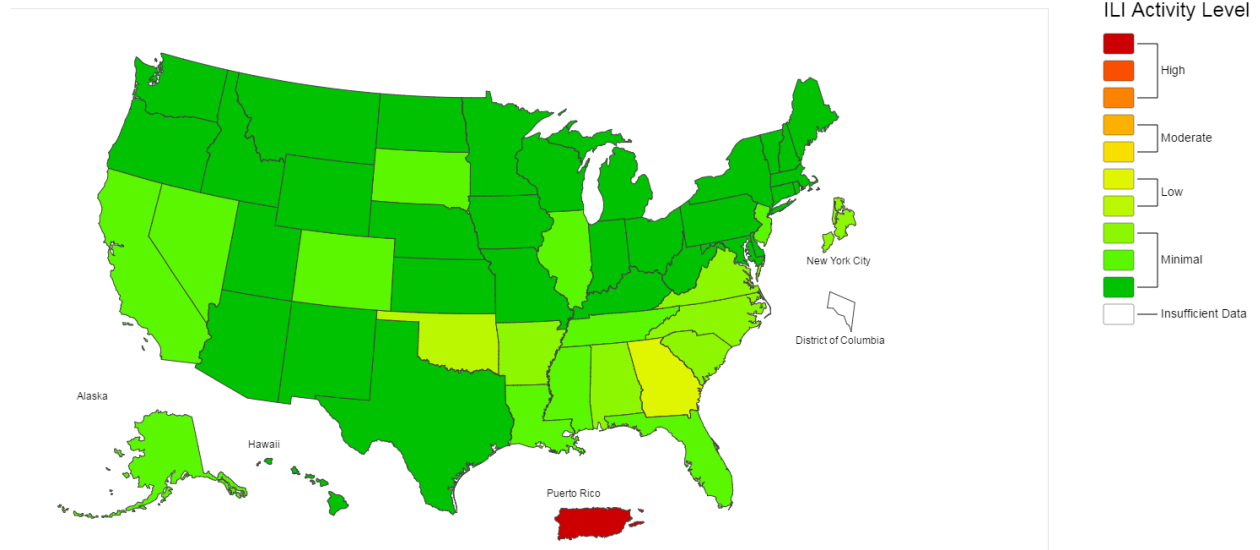 ILI Activity Level
High
Moderate
Low
Minimal
Insufficient Data
New York City
District of Columbia
Alaska
Hawaii
Puerto Rico